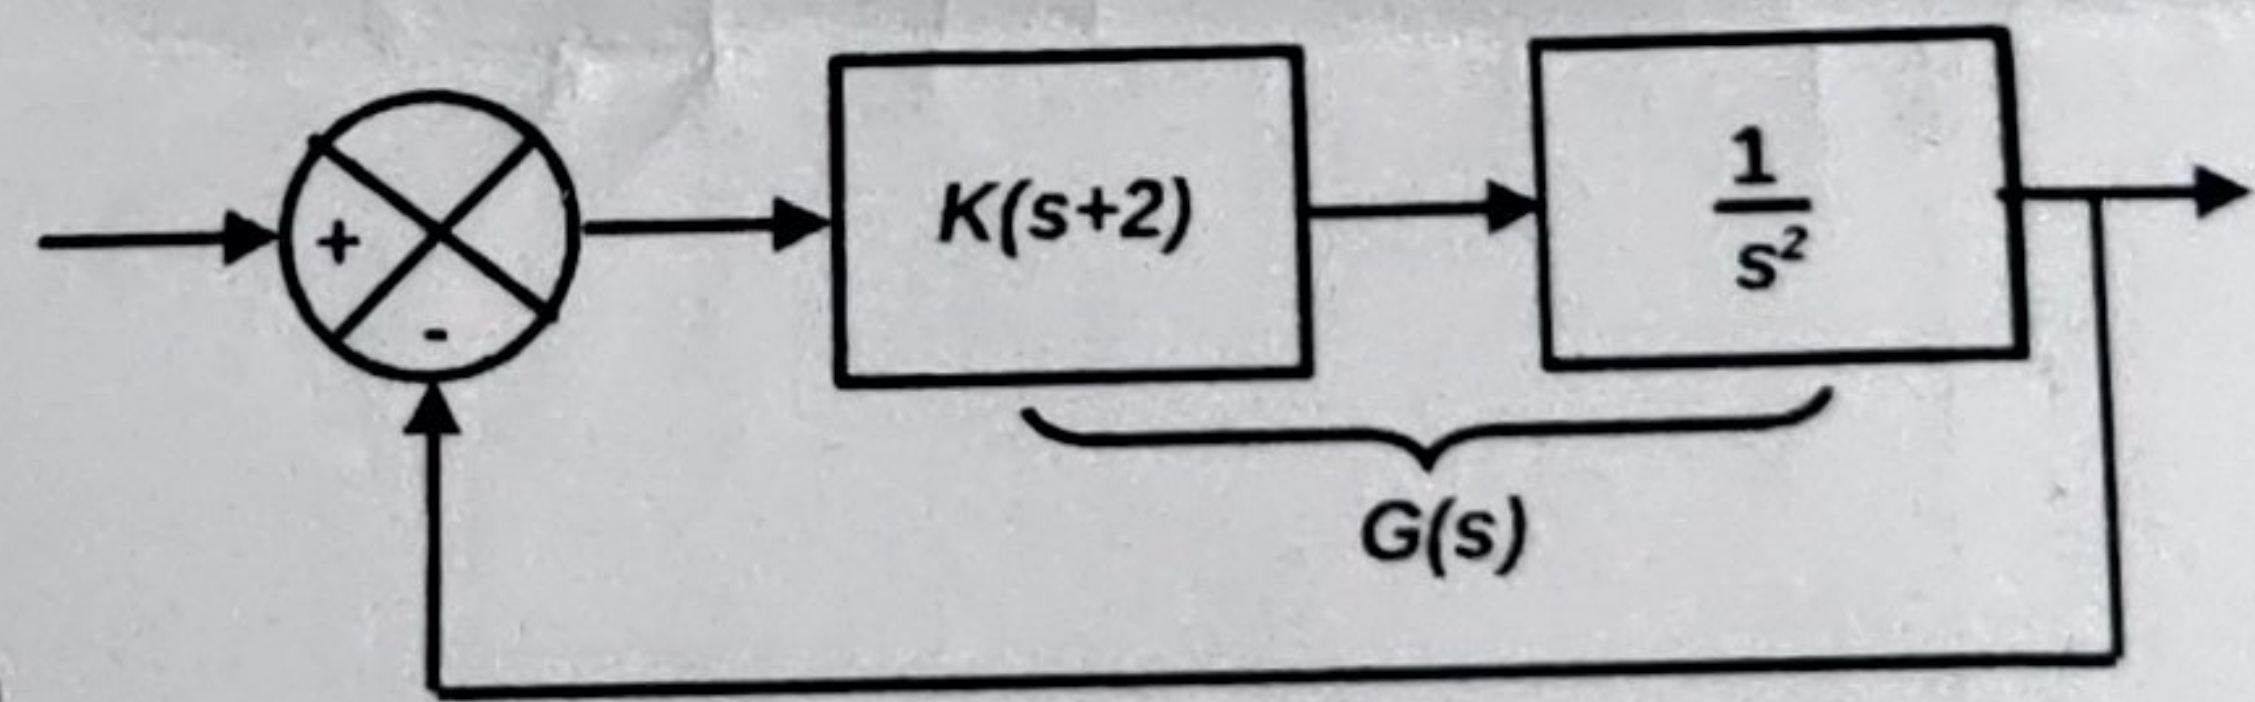 +
-
K(s+2)
1
s²
G(s)